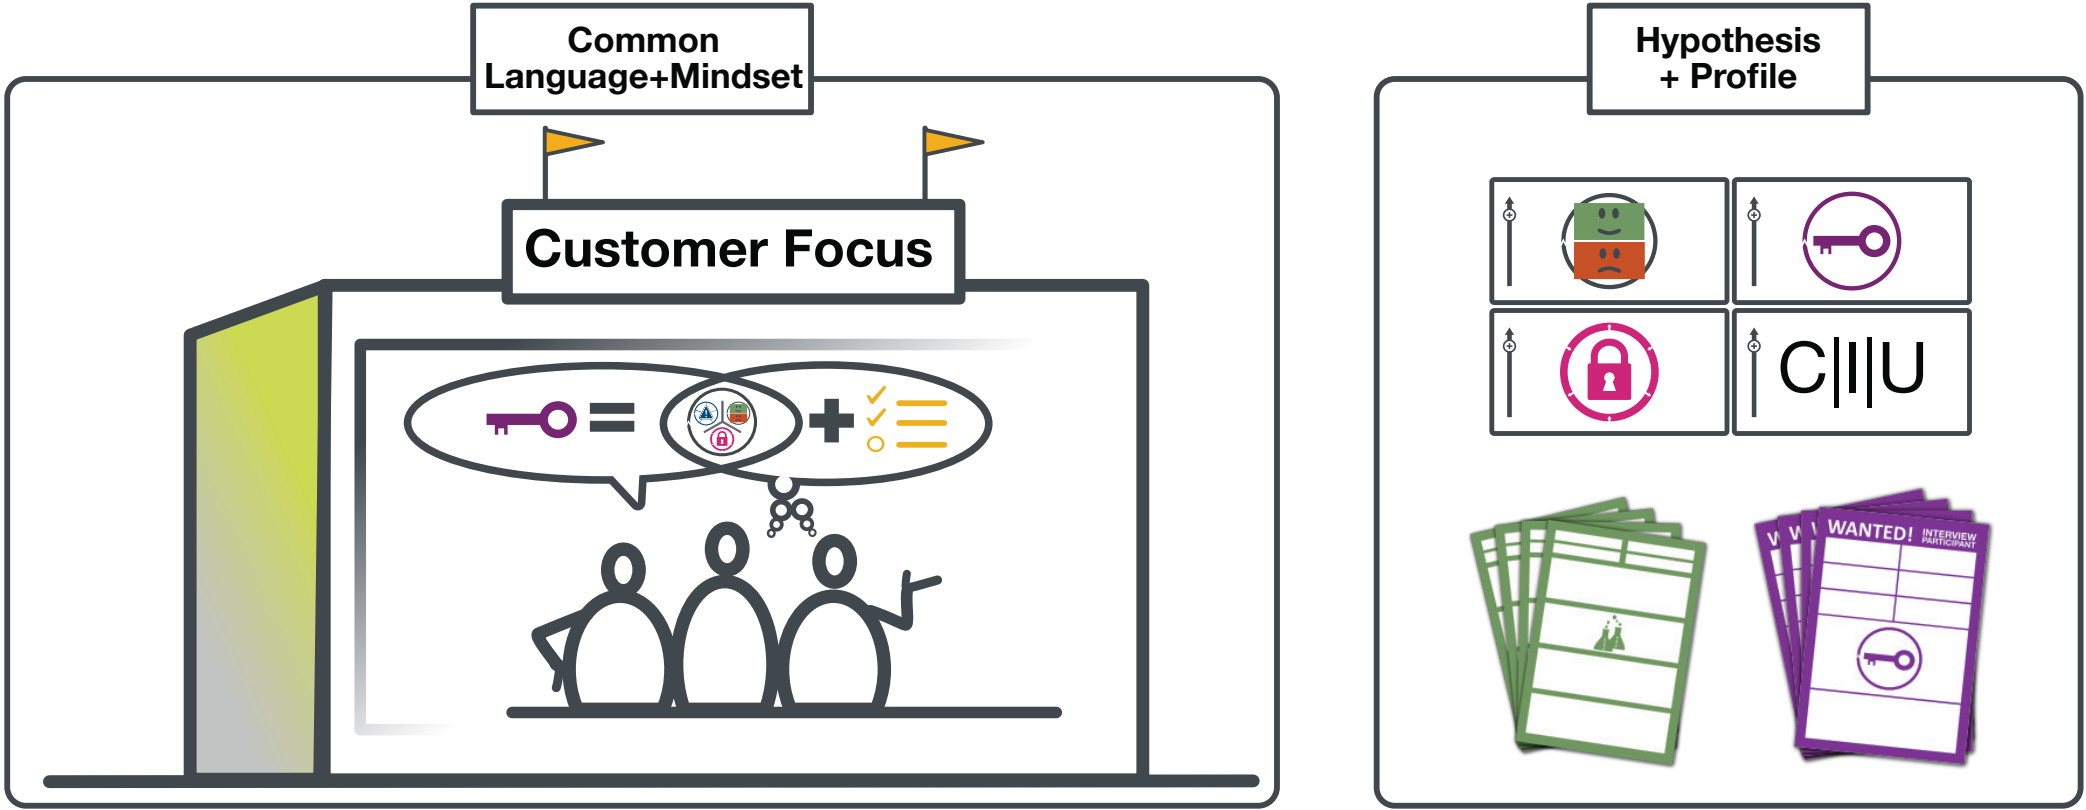 Common
Language+Mindset
Customer Focus
Hypothesis
+ Profile
C|I|U
WANTED!
INTERVIEW
PARTICIPANT